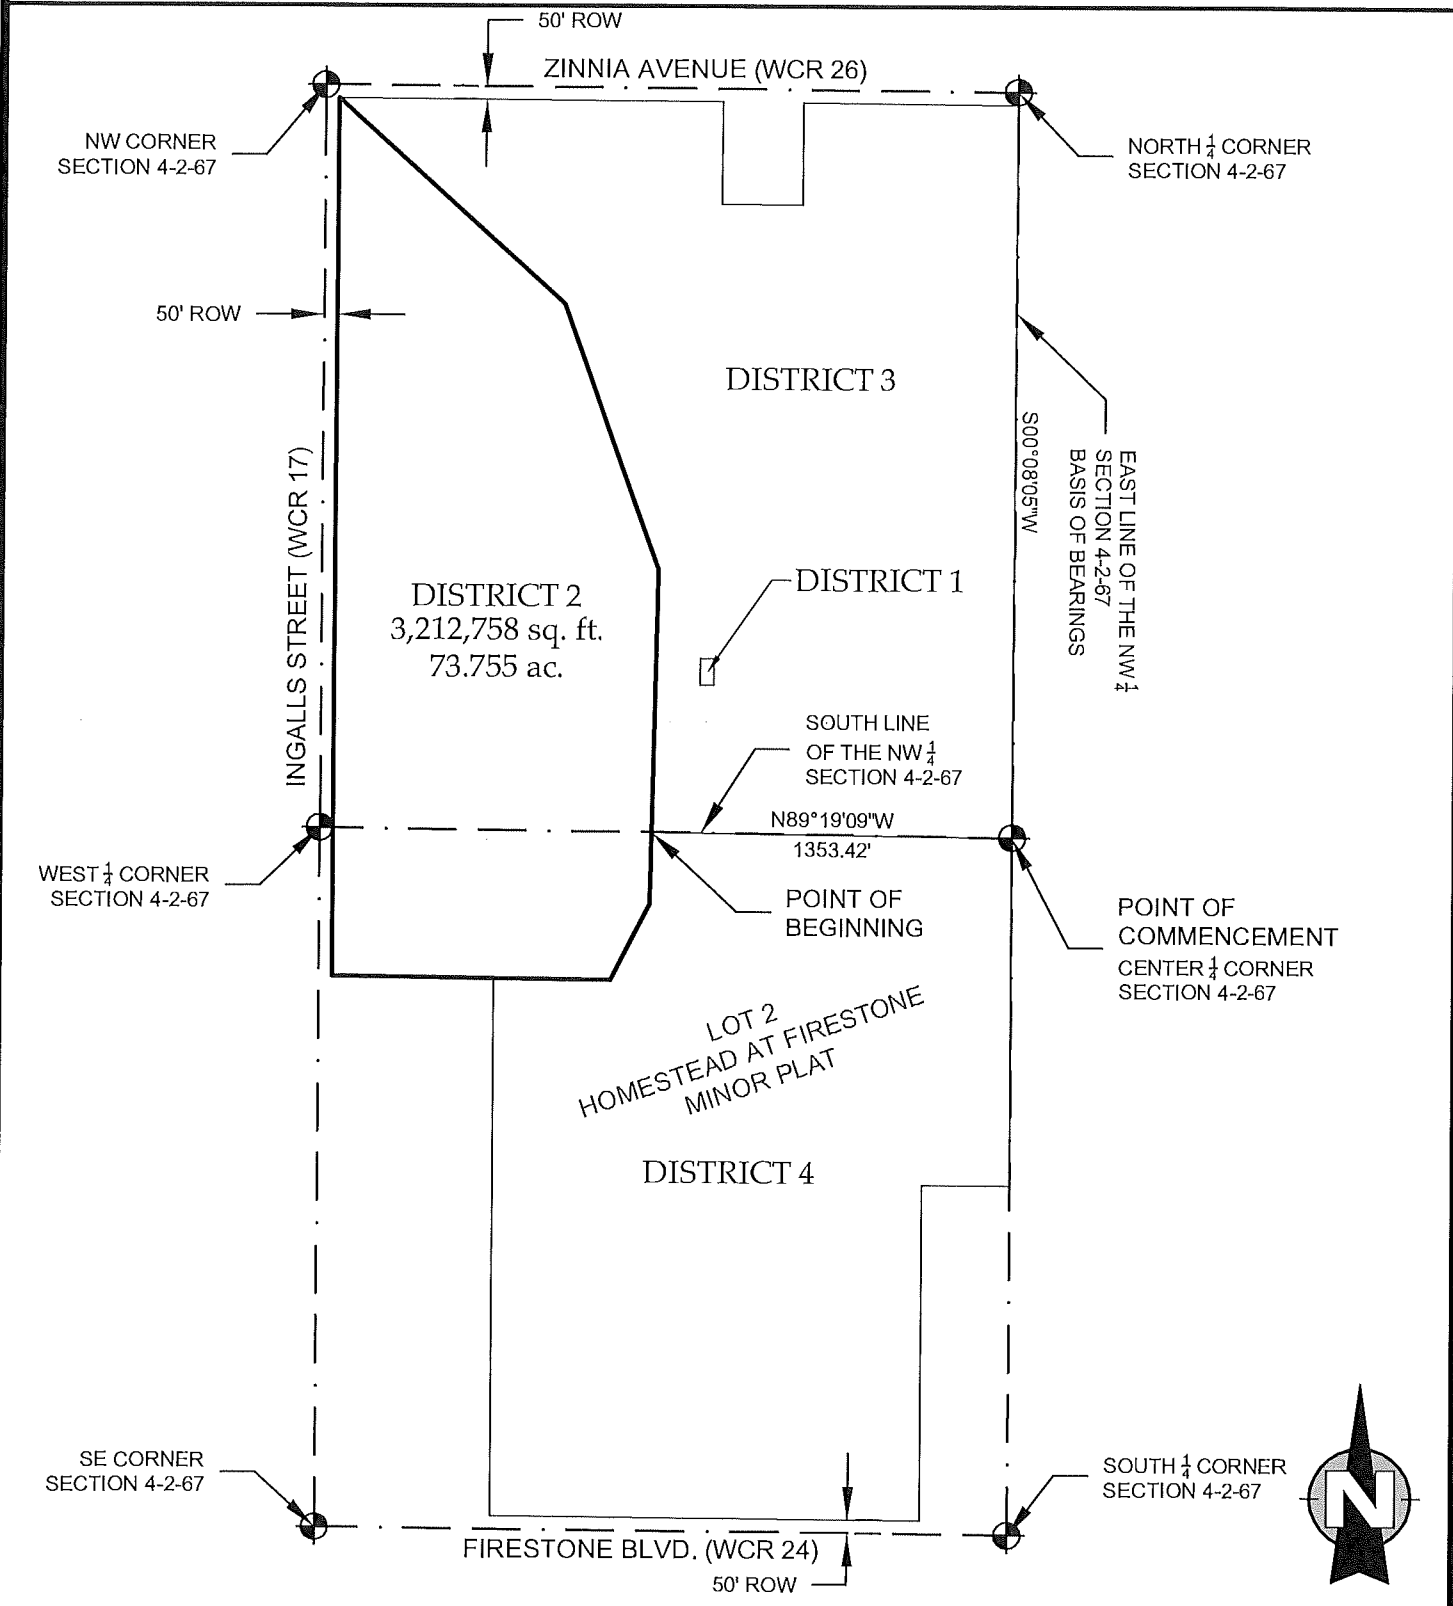 50' ROW
ZINNIA AVENUE (WCR 26)
NW CORNER
SECTION 4-2-67
NORTH 1/4 CORNER
SECTION 4-2-67
50' ROW
DISTRICT 3
S00°08'05"W
EAST LINE OF THE NW 1/4
SECTION 4-2-67
BASIS OF BEARINGS
INGALLS STREET (WCR 17)
DISTRICT 2
3,212,758 sq. ft.
73.755 ac.
DISTRICT 1
SOUTH LINE
OF THE NW 1/4
SECTION 4-2-67
N89°19'09"W
1353.42'
WEST 1/4 CORNER
SECTION 4-2-67
POINT OF
BEGINNING
POINT OF
COMMENCEMENT
CENTER 1/4 CORNER
SECTION 4-2-67
LOT 2
HOMESTEAD AT FIRESTONE
MINOR PLAT
DISTRICT 4
SE CORNER
SECTION 4-2-67
SOUTH 1/4 CORNER
SECTION 4-2-67
FIRESTONE BLVD. (WCR 24)
50' ROW
N